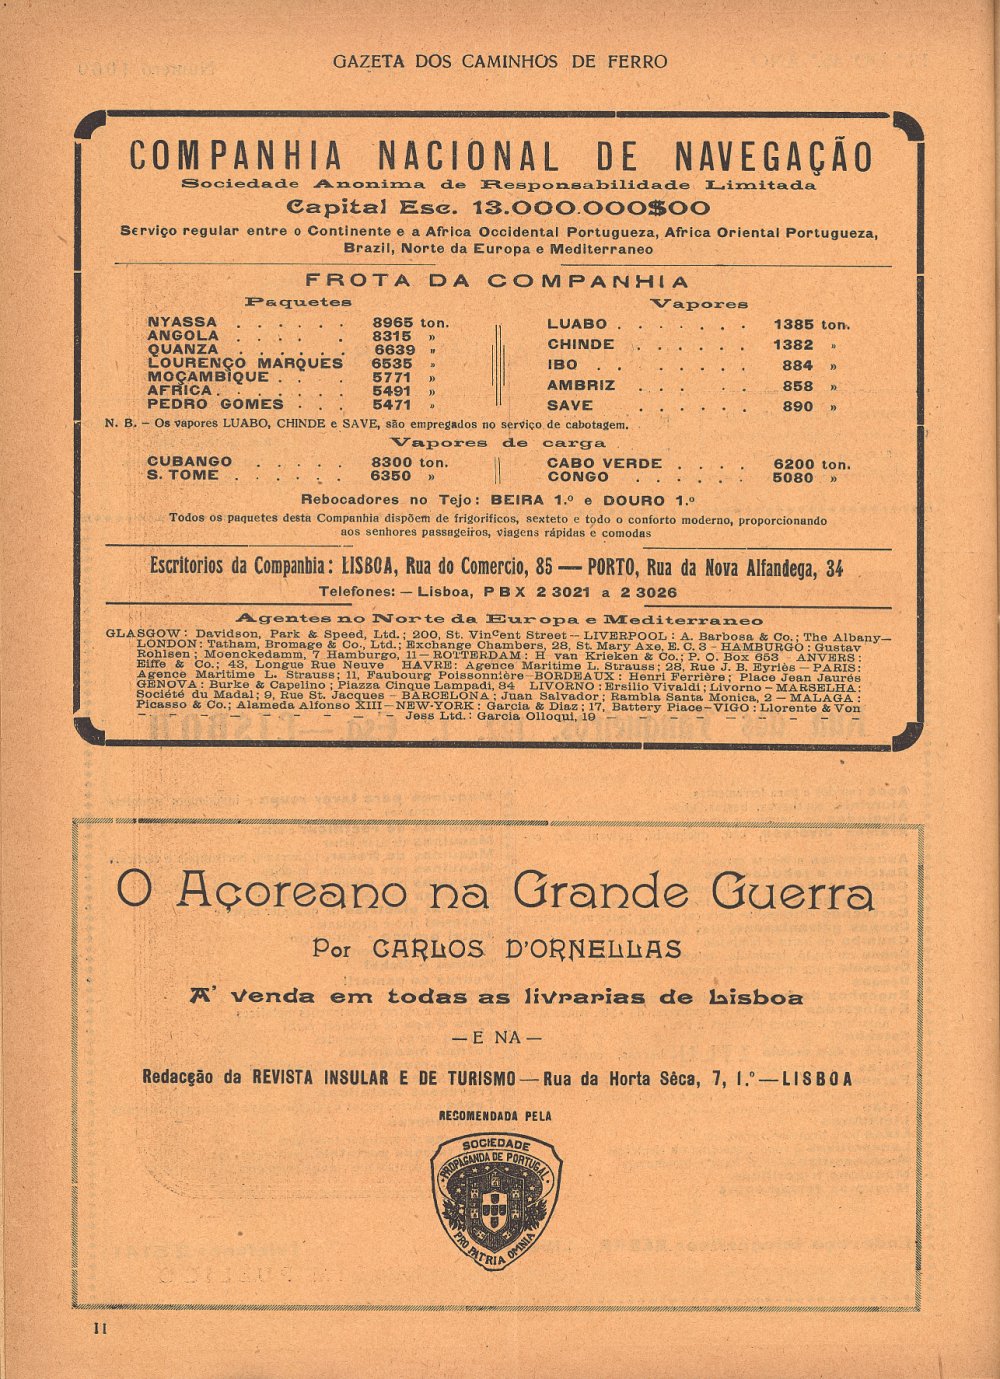 GAZETA DOS CAMINHOS DE FERRO
COMPANHIA NACIONAL DE NAVEGAÇÃO
Sociedade Anonima de Responsabilidade Limitada
Capital Esc. 13.000.000$00
Serviço regular entre o Continente e a Africa Occidental Portugueza, Africa Oriental Portugueza,
Brazil, Norte da Europa e Mediterraneo
FROTA DA COMPANHIA
Paquetes
NYASSA . . . . . . 8965 ton.
ANGOLA . . . . . 8315 »
QUANZA . . . . . . 6639 »
LOURENÇO MARQUES 6535 »
MOÇAMBIQUE . . . . 5771 »
AFRICA . . . . . . 5491 »
PEDRO GOMES . . . 5471 »
Vapores
LUABO . . . . . . . 1385 ton.
CHINDE . . . . . . 1382 »
IBO . . . . . . . 884 »
AMBRIZ . . . . . . 858 »
SAVE . . . . . . 890 »
N. B. – Os vapores LUABO, CHINDE e SAVE, são empregados no serviço de cabotagem.
Vapores de carga
CUBANGO . . . . . 8300 ton.
S. TOME . . . . . 6350 »
CABO VERDE . . . . 6200 ton.
CONGO . . . . . . 5080 »
Rebocadores no Tejo: BEIRA 1.º e DOURO 1.º
Todos os paquetes desta Companhia dispõem de frigorificos, sexteto e todo o conforto moderno, proporcionando
aos senhores passageiros, viagens rápidas e comodas
Escritorios da Companhia: LISBOA, Rua do Comercio, 85 — PORTO, Rua da Nova Alfandega, 34
Telefones: – Lisboa, P B X 2 3021 a 2 3026
Agentes no Norte da Europa e Mediterraneo
GLASGOW: Davidson, Park & Speed, Ltd.; 200, St. Vincent Street – LIVERPOOL: A. Barbosa & Co.; The Albany–
LONDON: Tatham, Bromage & Co., Ltd.; Exchange Chambers, 28, St. Mary Axe, E. C. 3 - HAMBURGO: Gustav
Rohlsen; Moenckedamm, 7 Hamburgo, 11 – ROTTERDAM: H van Krieken & Co.; P. O. Box 653 - ANVERS:
Eiffe & Co.; 43, Longue Rue Neuve - HAVRE: Agence Maritime L. Strauss; 28, Rue J. B. Eyriès – PARIS:
Agence Maritime L. Strauss; 11, Faubourg Poissonnière–BORDEAUX: Henri Ferrière; Place Jean Jaurés
GENOVA: Burke & Capelino; Piazza Cinque Lampadi, 84 LIVORNO: Ersilio Vivaldi; Livorno – MARSELHA:
Société du Madal; 9, Rue St. Jacques – BARCELONA: Juan Salvador; Rambla Santa Monica, 2 – MALAGA:
Picasso & Co.; Alameda Alfonso XIII–NEW-YORK: Garcia & Diaz; 17, Battery Place–VIGO: Llorente & Von
Jess Ltd.: Garcia Olloqui, 19
O Açoreano na Grande Guerra
Por CARLOS D'ORNELLAS
A' venda em todas as livrarias de Lisboa
— E NA —
Redacção da REVISTA INSULAR E DE TURISMO — Rua da Horta Sêca, 7, 1.º — LISBOA
RECOMENDADA PELA
SOCIEDADE
PROPAGANDA DE PORTUGAL
PRO PATRIA OMNIA
II